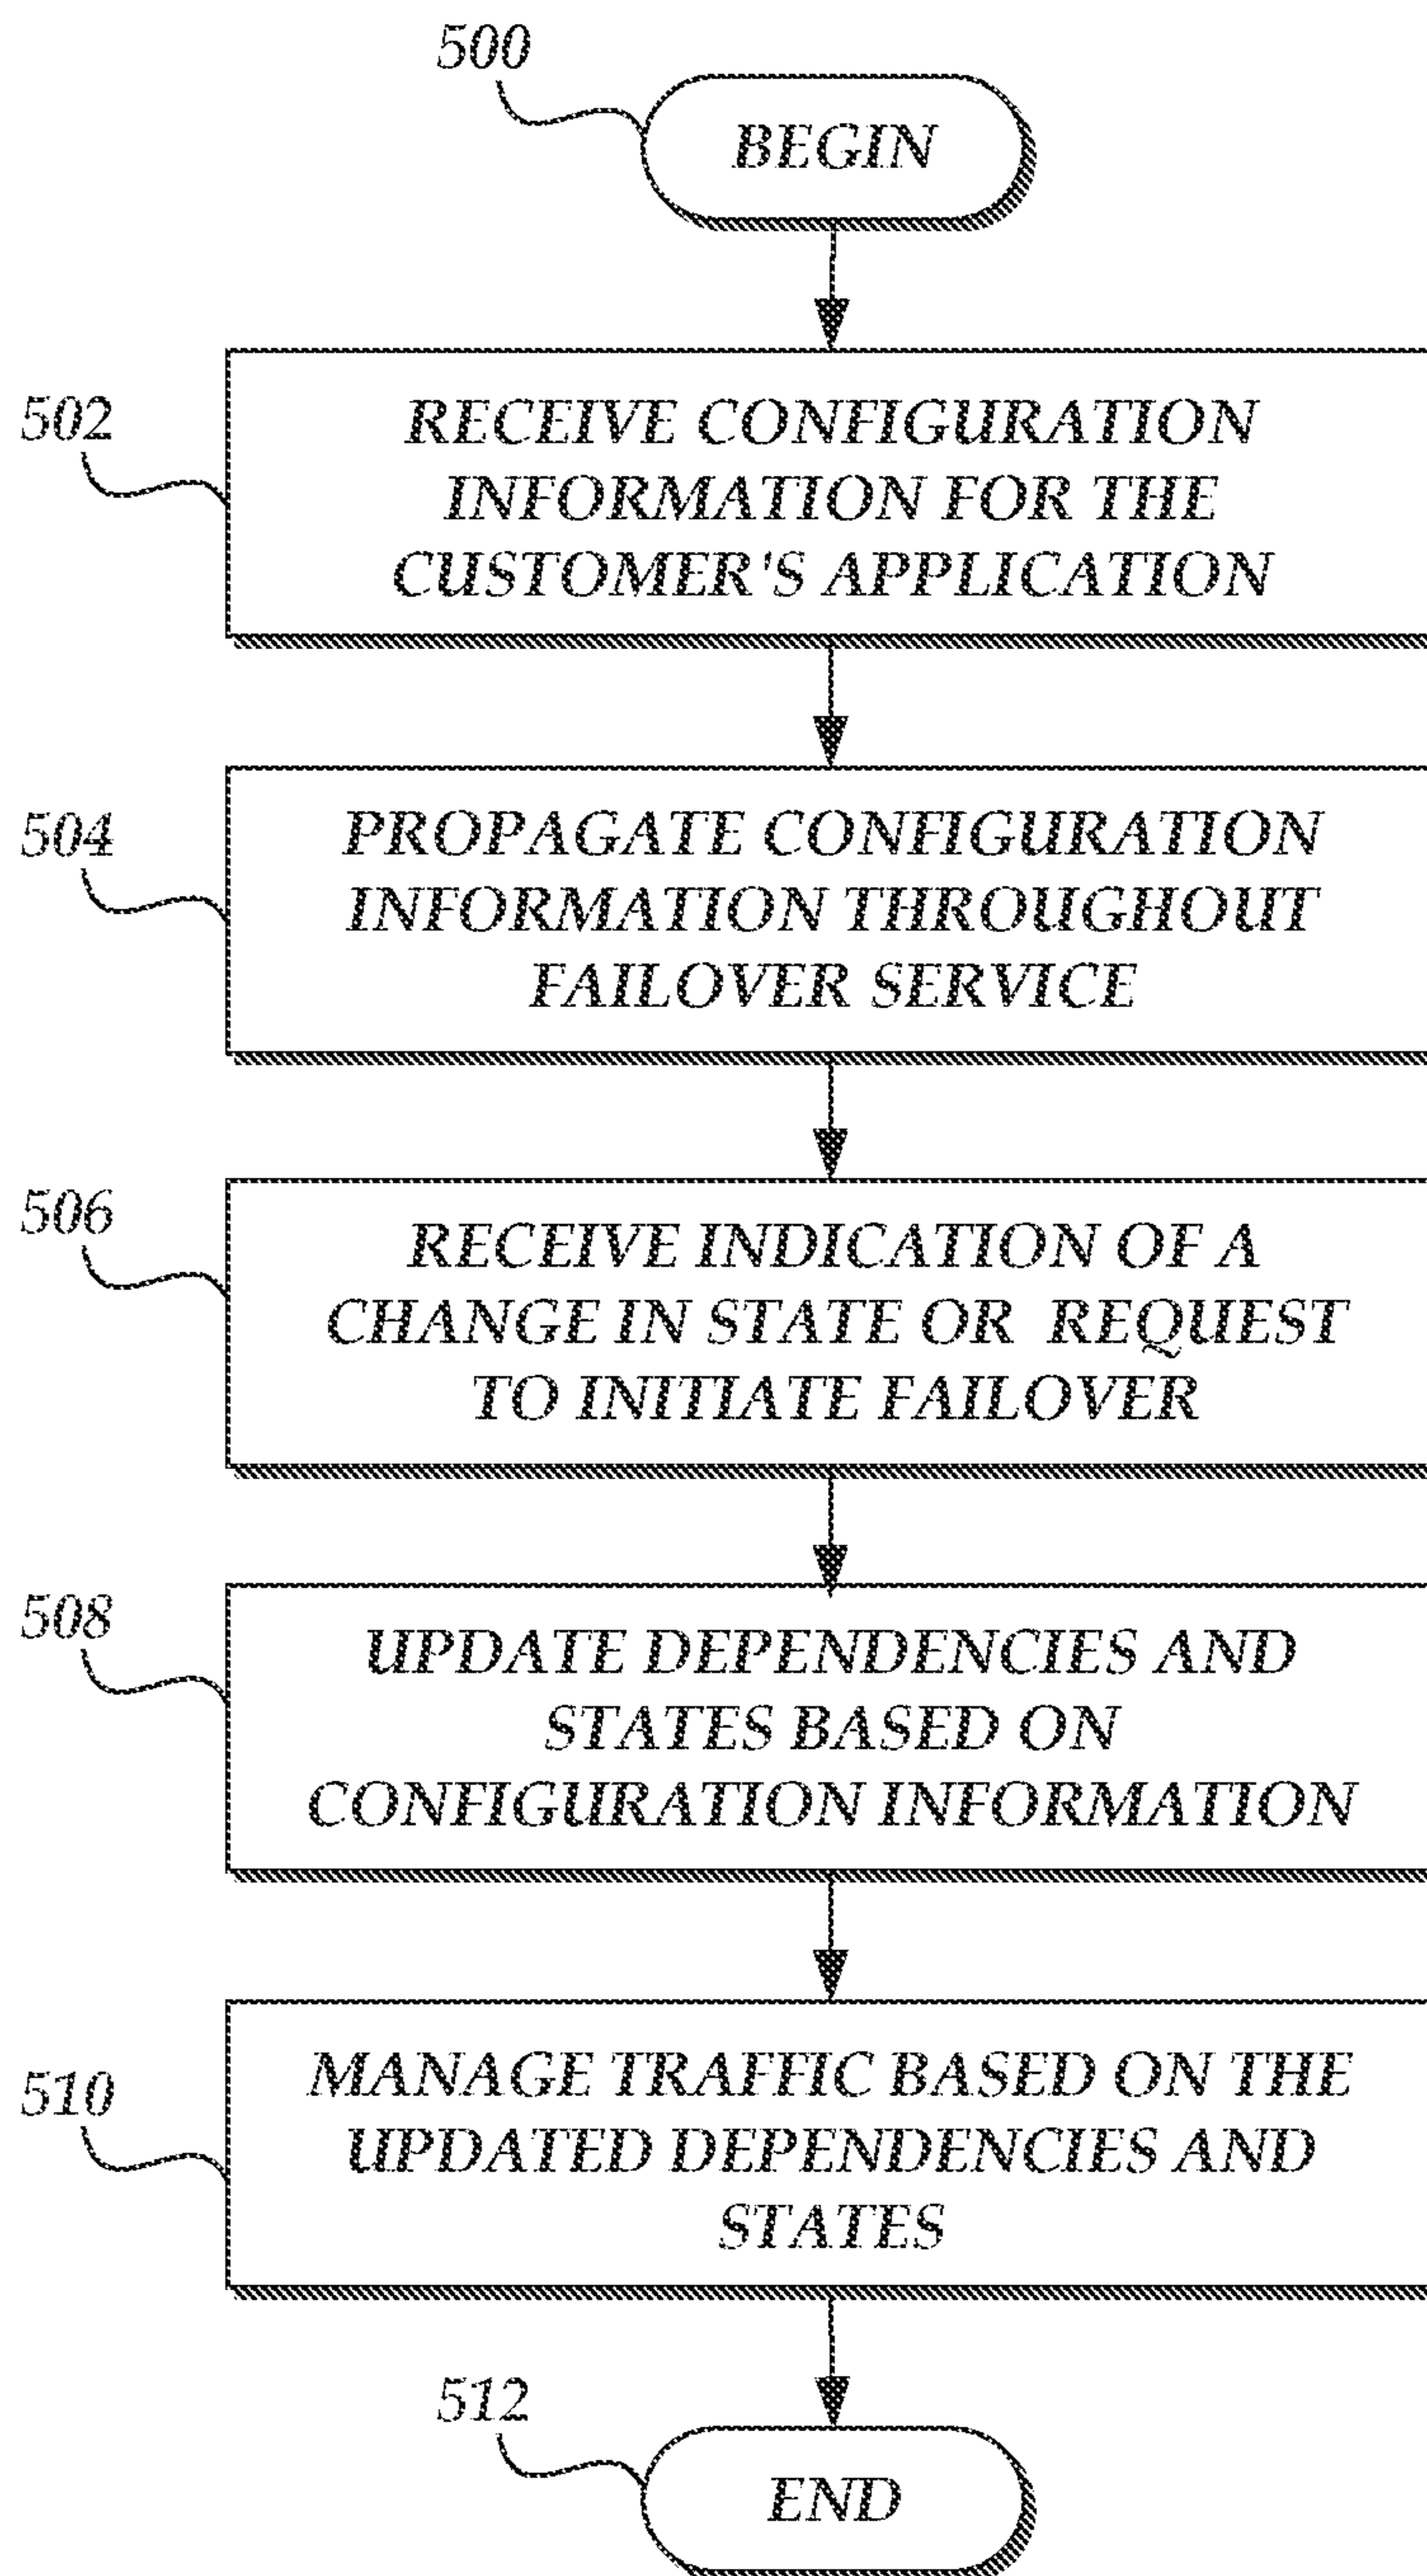 500
BEGIN
502
RECEIVE CONFIGURATION
INFORMATION FOR THE
CUSTOMER'S APPLICATION
504
PROPAGATE CONFIGURATION
INFORMATION THROUGHOUT
FAILOVER SERVICE
506
RECEIVE INDICATION OF A
CHANGE IN STATE OR REQUEST
TO INITIATE FAILOVER
508
UPDATE DEPENDENCIES AND
STATES BASED ON
CONFIGURATION INFORMATION
510
MANAGE TRAFFIC BASED ON THE
UPDATED DEPENDENCIES AND
STATES
512
END